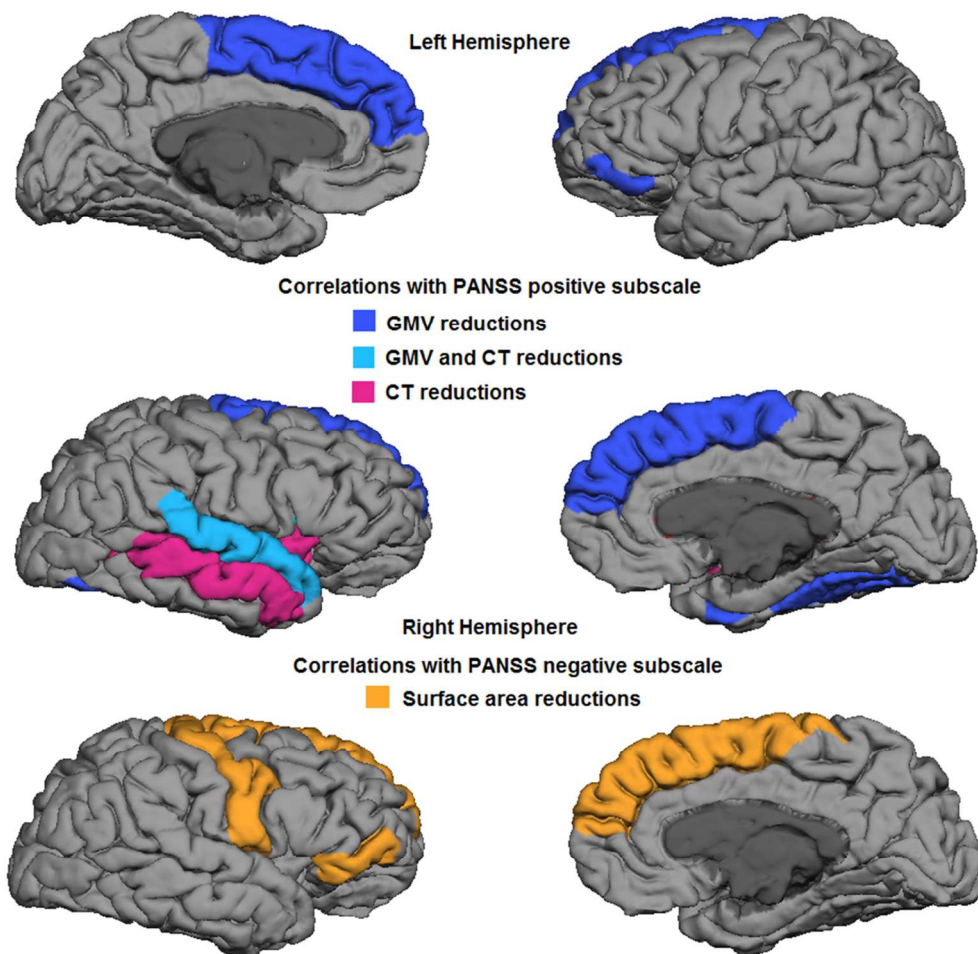 Left Hemisphere
Correlations with PANSS positive subscale
GMV reductions
GMV and CT reductions
CT reductions
Right Hemisphere
Correlations with PANSS negative subscale
Surface area reductions